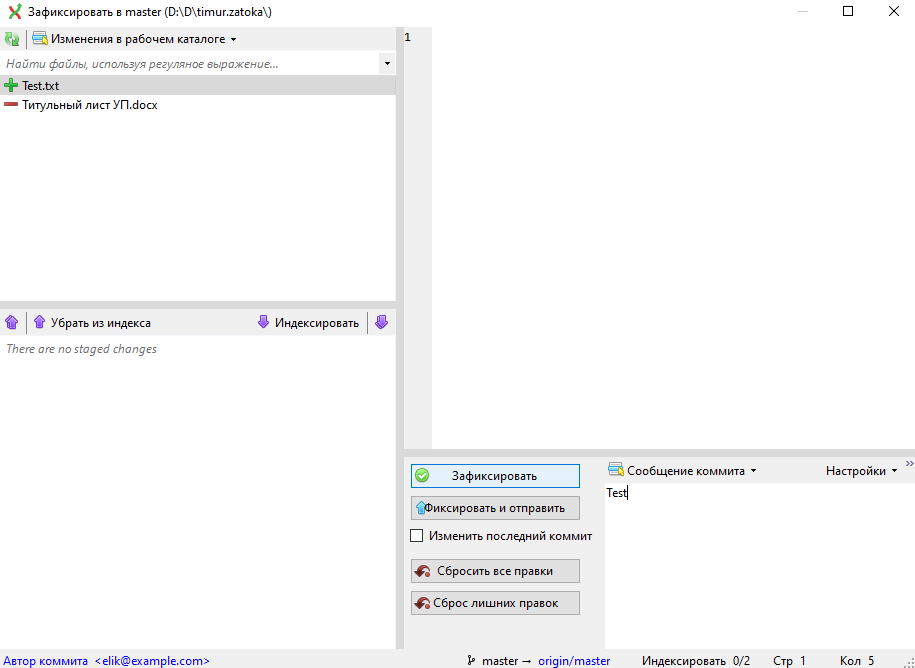 Зафиксировать в master (D:\D\timur.zatoka\)
Изменения в рабочем каталоге
Найти файлы, используя регуляное выражение...
Test.txt
Титульный лист УП.docx
1
Убрать из индекса
Индексировать
There are no staged changes
Зафиксировать
Фиксировать и отправить
Изменить последний коммит
Сбросить все правки
Сброс лишних правок
Сообщение коммита
Настройки
Test
Автор коммита <elik@example.com>
master → origin/master
Индексировать 0/2
Стр 1
Кол 5